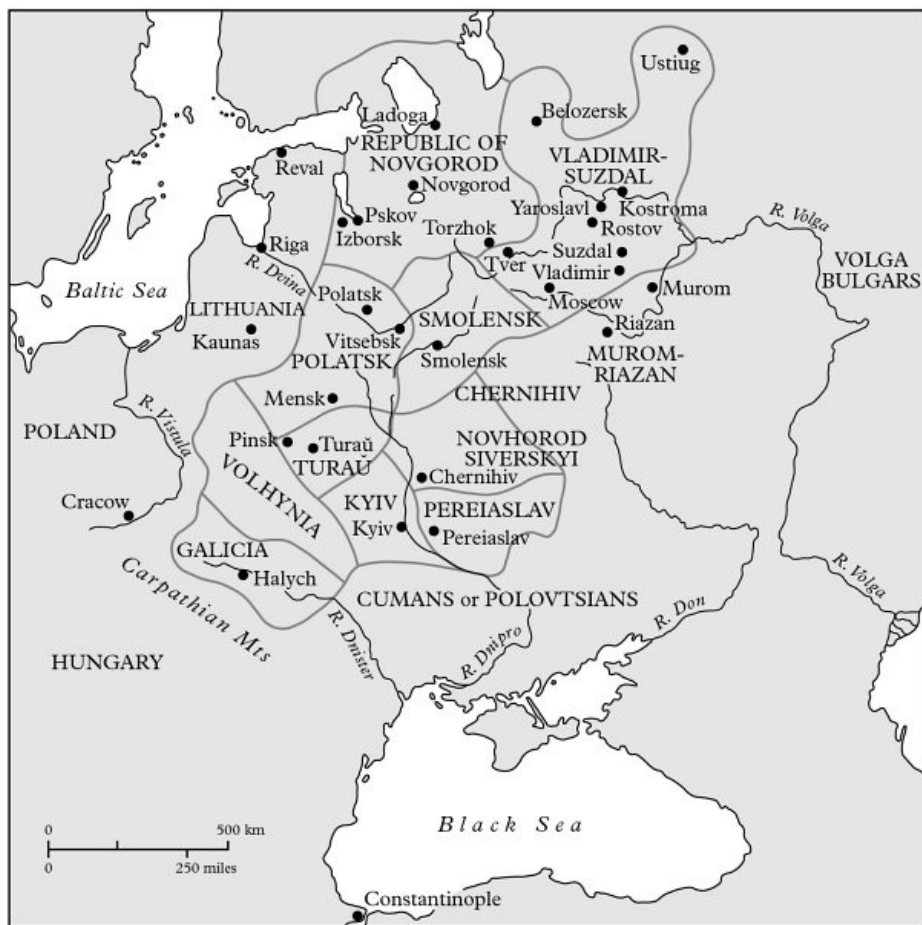 Ustiug
Ladoga
Belozersk
REPUBLIC OF
NOVGOROD
Reval
VLADIMIR-
SUZDAL
Novgorod
Yaroslavl
Kostroma
Pskov
Izborsk
Torzhok
Rostov
R. Volga
Riga
R. Dvina
Tver
Suzdal
Vladimir
VOLGA
BULGARS
Baltic Sea
Moscow
Murom
LITHUANIA
Kaunas
Polatsk
Vitsebsk
SMOLENSK
Smolensk
Riazan
MUROM-
RIAZAN
POLATSK
CHERNIHIV
Mensk
R. Vistula
POLAND
Pinsk
Turaŭ
TURAŬ
NOVHOROD
SIVERSKYI
VOLHYNIA
Chernihiv
Cracow
KYIV
Kyiv
PEREIASLAV
Pereiaslav
GALICIA
Halych
Carpathian Mts
CUMANS or POLOVTSIANS
R. Volga
R. Don
R. Dnister
R. Dnipro
HUNGARY
Black Sea
0 500 km
0 250 miles
Constantinople